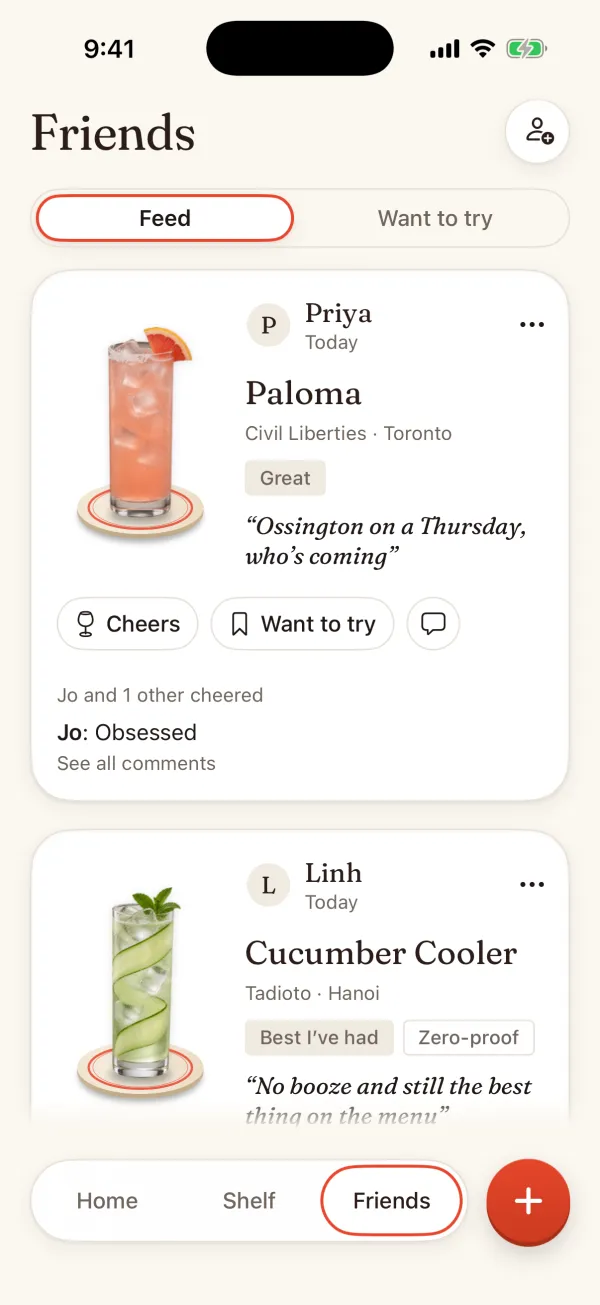 9:41
Friends
Feed
Want to try
P
Priya
Today
Paloma
Civil Liberties · Toronto
Great
“Ossington on a Thursday,
who’s coming”
Cheers
Want to try
Jo and 1 other cheered
Jo: Obsessed
See all comments
L
Linh
Today
Cucumber Cooler
Tadioto · Hanoi
Best I’ve had
Zero-proof
“No booze and still the best
thing on the menu”
Home
Shelf
Friends